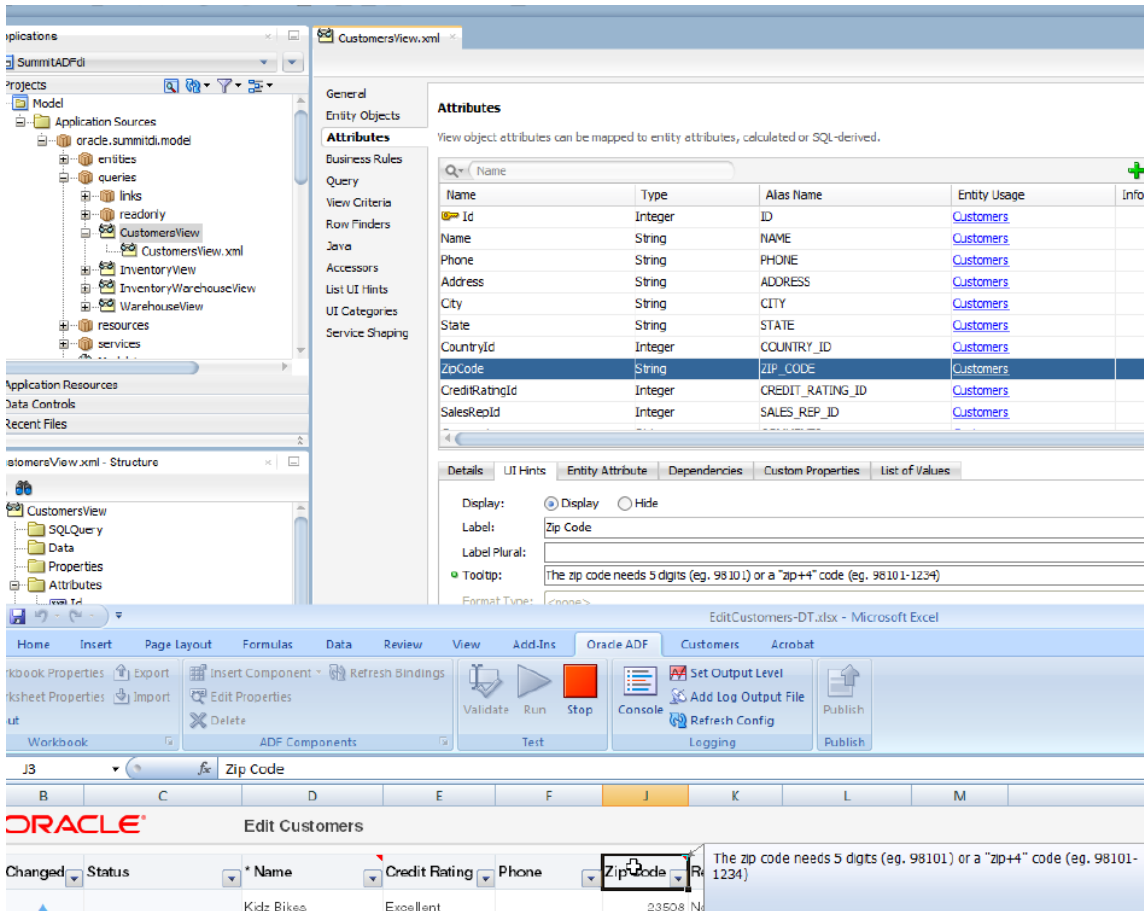 pplications
CustomersView.xml
SummitADFdi
Projects
Model
Application Sources
oracle.summitdi.model
entities
queries
links
readonly
CustomersView
CustomersView.xml
InventoryView
InventoryWarehouseView
WarehouseView
resources
services
Application Resources
Data Controls
Recent Files
General
Entity Objects
Attributes
Business Rules
Query
View Criteria
Row Finders
Java
Accessors
List UI Hints
UI Categories
Service Shaping
Attributes
View object attributes can be mapped to entity attributes, calculated or SQL-derived.
Name
Name Type Alias Name Entity Usage Info
Id Integer ID Customers
Name String NAME Customers
Phone String PHONE Customers
Address String ADDRESS Customers
City String CITY Customers
State String STATE Customers
CountryId Integer COUNTRY_ID Customers
ZipCode String ZIP_CODE Customers
CreditRatingId Integer CREDIT_RATING_ID Customers
SalesRepId Integer SALES_REP_ID Customers
stomersView.xml - Structure
CustomersView
SQLQuery
Data
Properties
Attributes
Id
Details UI Hints Entity Attribute Dependencies Custom Properties List of Values
Display: Display Hide
Label: Zip Code
Label Plural:
Tooltip: The zip code needs 5 digits (eg. 98101) or a "zip+4" code (eg. 98101-1234)
Format Type: <none>
EditCustomers-DT.xlsx - Microsoft Excel
Home Insert Page Layout Formulas Data Review View Add-Ins Oracle ADF Customers Acrobat
rkbook Properties Export Insert Component Refresh Bindings Set Output Level
rksheet Properties Import Edit Properties Validate Run Stop Console Add Log Output File Publish
ut Delete Refresh Config
Workbook ADF Components Test Logging Publish
J3 fx Zip Code
B C D E F J K L M
ORACLE Edit Customers
Changed Status * Name Credit Rating Phone Zip Code Re
The zip code needs 5 digits (eg. 98101) or a "zip+4" code (eg. 98101-
1234)
Kidz Bikes Excellent 23508 No